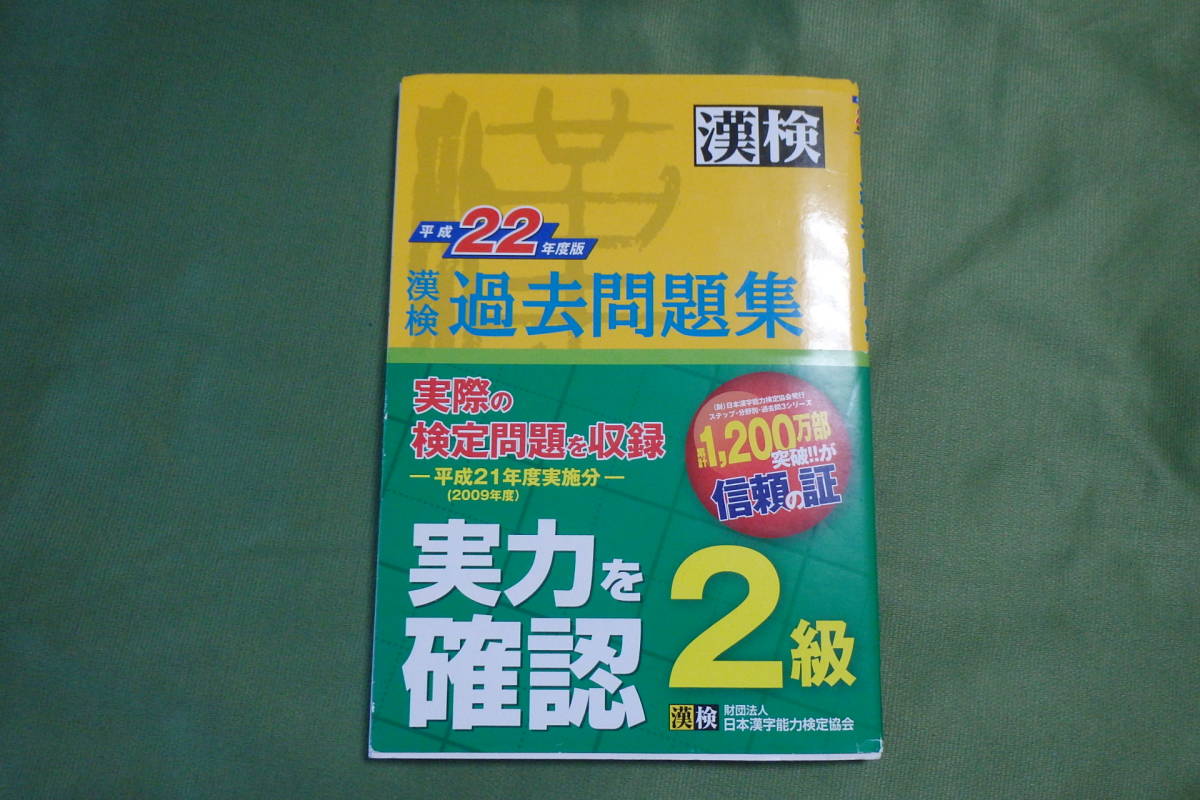 漢検
平成22年度版
漢検 過去問題集
実際の
検定問題を収録
―平成21年度実施分―
(2009年度)
(財)日本漢字能力検定協会発行
ステップ・分野別・過去問3シリーズ
累計1,200万部
突破!!が
信頼の証
実力を
確認
2級
漢検
財団法人
日本漢字能力検定協会